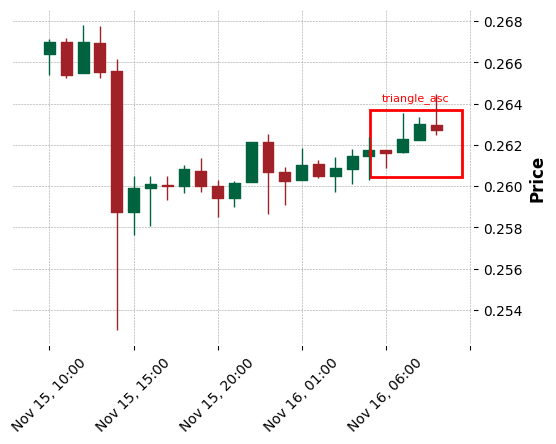 0.268
0.266
0.264
triangle_asc
0.262
0.260
0.258
0.256
0.254
Price
Nov 15, 10:00
Nov 15, 15:00
Nov 15, 20:00
Nov 16, 01:00
Nov 16, 06:00